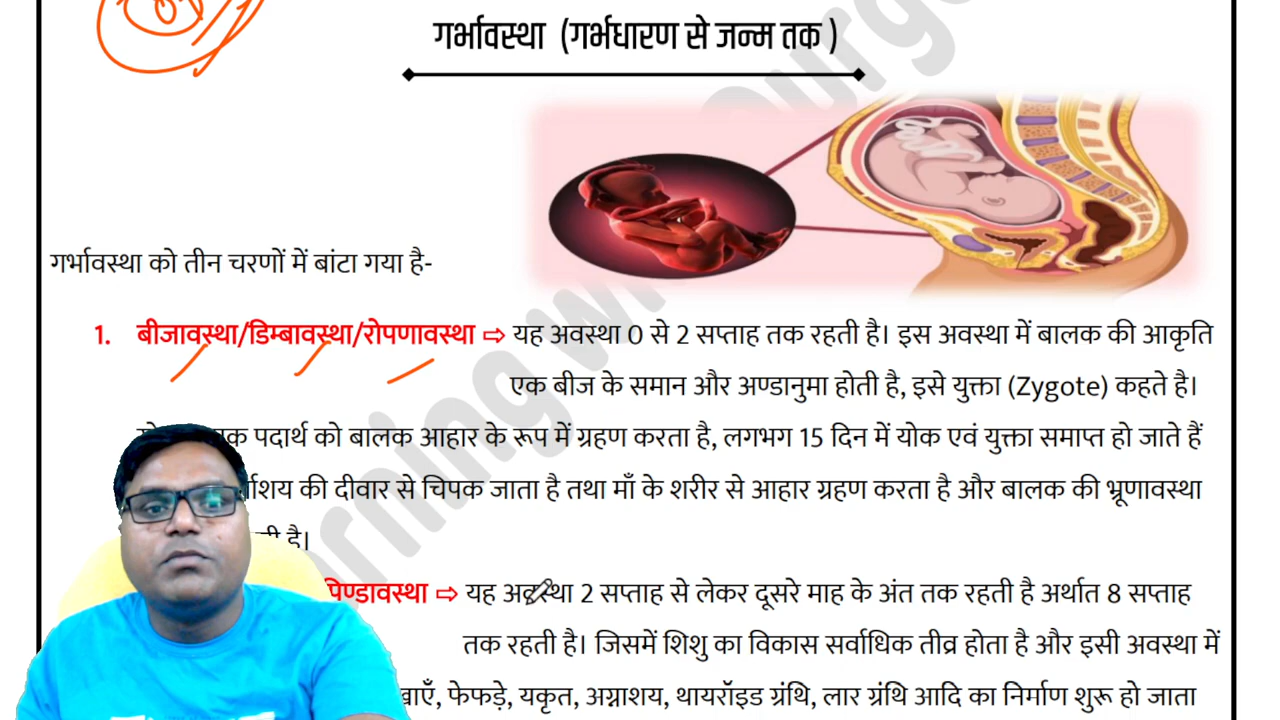 गर्भावस्था (गर्भधारण से जन्म तक )
गर्भावस्था को तीन चरणों में बांटा गया है-
1. बीजावस्था/डिम्बावस्था/रोपणावस्था ⇨ यह अवस्था 0 से 2 सप्ताह तक रहती है। इस अवस्था में बालक की आकृति
एक बीज के समान और अण्डानुमा होती है, इसे युक्ता (Zygote) कहते है।
पदार्थ को बालक आहार के रूप में ग्रहण करता है, लगभग 15 दिन में योक एवं युक्ता समाप्त हो जाते हैं
की दीवार से चिपक जाता है तथा माँ के शरीर से आहार ग्रहण करता है और बालक की भ्रूणावस्था
है।
पिण्डावस्था ⇨ यह अवस्था 2 सप्ताह से लेकर दूसरे माह के अंत तक रहती है अर्थात 8 सप्ताह
तक रहती है। जिसमें शिशु का विकास सर्वाधिक तीव्र होता है और इसी अवस्था में
फेफड़े, यकृत, अग्नाशय, थायरॉइड ग्रंथि, लार ग्रंथि आदि का निर्माण शुरू हो जाता